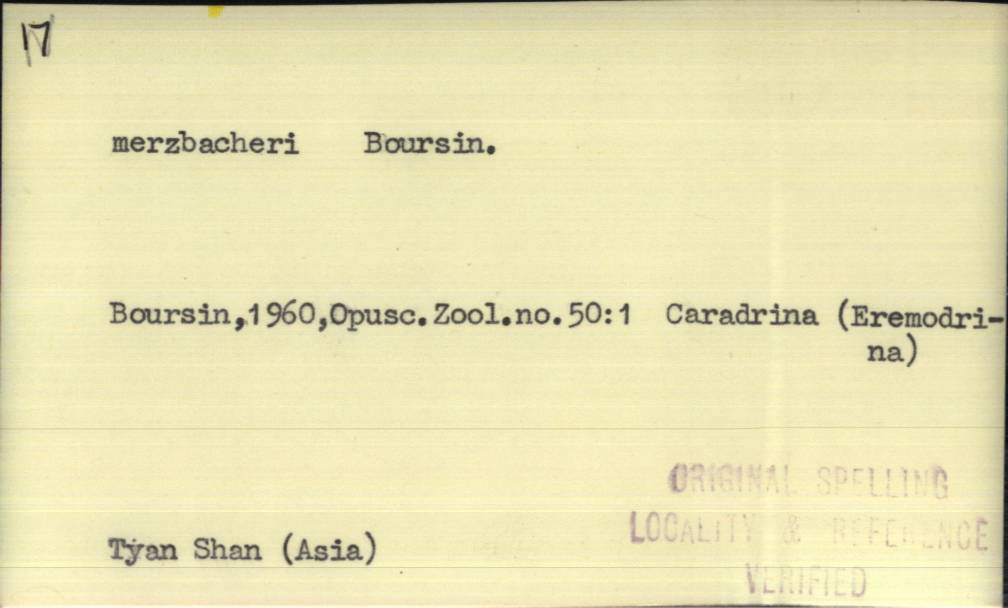 17
merzbacheri Boursin.
Boursin,1960,Opusc.Zool.no.50:1 Caradrina (Eremodri-
na)
Tyan Shan (Asia)
ORIGINAL SPELLING
LOCALITY & REFERENCE
VERIFIED